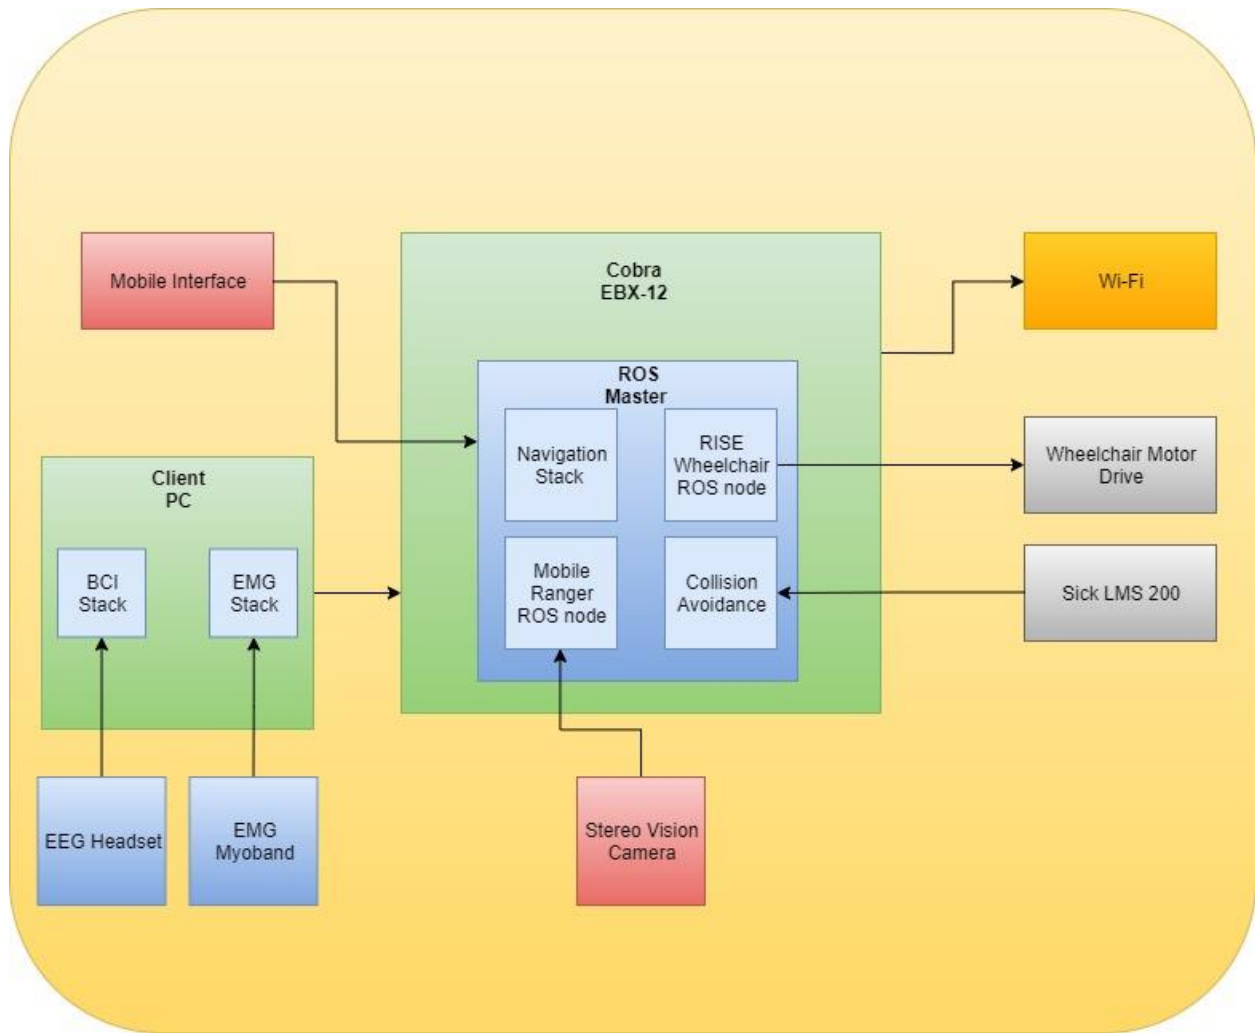 Mobile Interface
Cobra
EBX-12
Wi-Fi
ROS
Master
Navigation
Stack
RISE
Wheelchair
ROS node
Wheelchair Motor
Drive
Client
PC
BCI
Stack
EMG
Stack
Mobile
Ranger
ROS node
Collision
Avoidance
Sick LMS 200
EEG Headset
EMG
Myoband
Stereo Vision
Camera